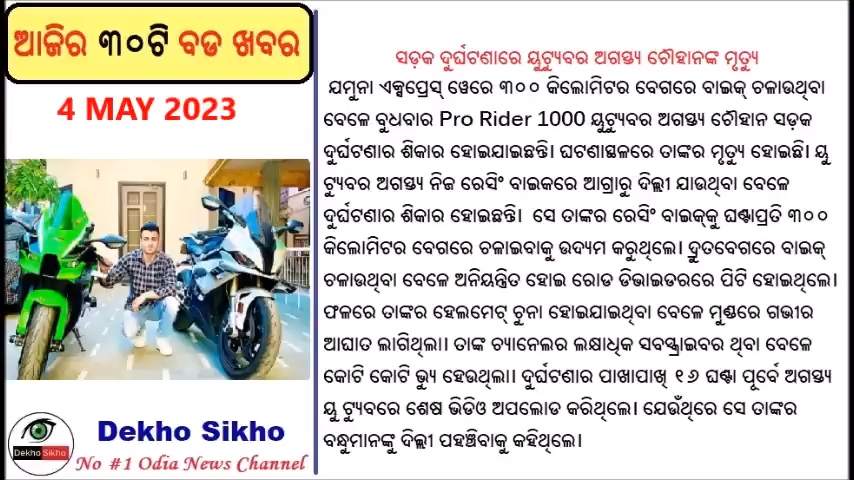 ଆଜିର ୩୦ଟି ବଡ ଖବର
4 MAY 2023
ସଡ଼କ ଦୁର୍ଘଟଣାରେ ୟୁଟ୍ୟୁବର ଅଗସ୍ତ୍ୟ ଚୌହାନଙ୍କ ମୃତ୍ୟୁ
ଯମୁନା ଏକ୍ସପ୍ରେସ୍ ୱେରେ ୩୦୦ କିଲୋମିଟର ବେଗରେ ବାଇକ୍ ଚଳାଉଥିବା
ବେଳେ ବୁଧବାର Pro Rider 1000 ୟୁଟ୍ୟୁବର ଅଗସ୍ତ୍ୟ ଚୌହାନ ସଡ଼କ
ଦୁର୍ଘଟଣାର ଶିକାର ହୋଇଯାଇଛନ୍ତି। ଘଟଣାସ୍ଥଳରେ ତାଙ୍କର ମୃତ୍ୟୁ ହୋଇଛି। ୟୁ
ଟ୍ୟୁବର ଅଗସ୍ତ୍ୟ ନିଜ ରେସିଂ ବାଇକରେ ଆଗ୍ରାରୁ ଦିଲ୍ଲୀ ଯାଉଥିବା ବେଳେ
ଦୁର୍ଘଟଣାର ଶିକାର ହୋଇଛନ୍ତି। ସେ ତାଙ୍କର ରେସିଂ ବାଇକ୍‌କୁ ଘଣ୍ଟାପ୍ରତି ୩୦୦
କିଲୋମିଟର ବେଗରେ ଚଳାଇବାକୁ ଉଦ୍ୟମ କରୁଥିଲେ। ଦ୍ରୁତବେଗରେ ବାଇକ୍
ଚଳାଉଥିବା ବେଳେ ଅନିୟନ୍ତ୍ରିତ ହୋଇ ରୋଡ ଡିଭାଇଡରରେ ପିଟି ହୋଇଥିଲେ।
ଫଳରେ ତାଙ୍କର ହେଲମେଟ୍ ଚୁନା ହୋଇଯାଇଥିବା ବେଳେ ମୁଣ୍ଡରେ ଗଭୀର
ଆଘାତ ଲାଗିଥିଲା। ତାଙ୍କ ଚ୍ୟାନେଲର ଲକ୍ଷାଧିକ ସବସ୍କ୍ରାଇବର ଥିବା ବେଳେ
କୋଟି କୋଟି ଭ୍ୟୁ ହେଉଥିଲା। ଦୁର୍ଘଟଣାର ପାଖାପାଖି ୧୬ ଘଣ୍ଟା ପୂର୍ବେ ଅଗସ୍ତ୍ୟ
ୟୁ ଟ୍ୟୁବରେ ଶେଷ ଭିଡିଓ ଅପଲୋଡ କରିଥିଲେ। ଯେଉଁଥିରେ ସେ ତାଙ୍କର
ବନ୍ଧୁମାନଙ୍କୁ ଦିଲ୍ଲୀ ପହଞ୍ଚିବାକୁ କହିଥିଲେ।
Dekho Sikho
Dekho Sikho
No #1 Odia News Channel